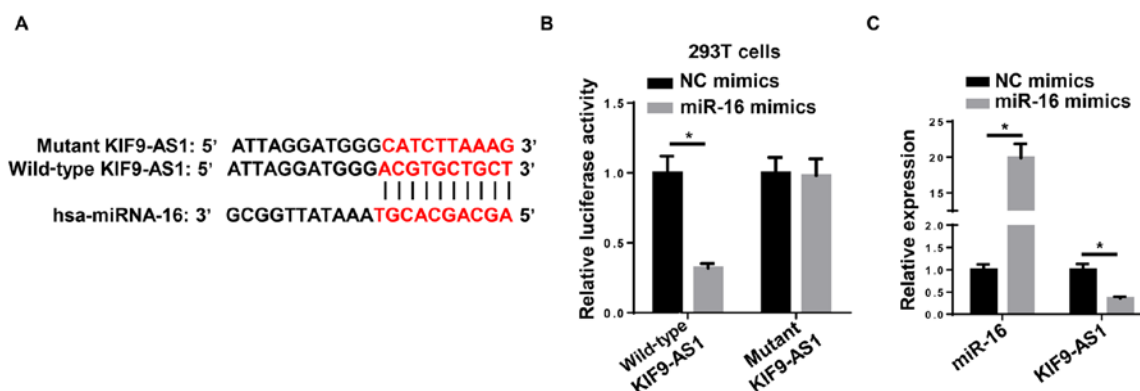 A
Mutant KIF9-AS1: 5’ ATTAGGATGGGCATCTTAAAG 3’
Wild-type KIF9-AS1: 5’ ATTAGGATGGGACGTGCTGCT 3’
hsa-miRNA-16: 3’ GCGGTTATAAATGCACGACGA 5’
B
293T cells
NC mimics
miR-16 mimics
Relative luciferase activity
1.5
1.0
0.5
0.0
*
Wild-type
KIF9-AS1
Mutant
KIF9-AS1
C
NC mimics
miR-16 mimics
Relative expression
25
20
15
10
2.0
1.5
1.0
0.5
0.0
*
*
miR-16
KIF9-AS1